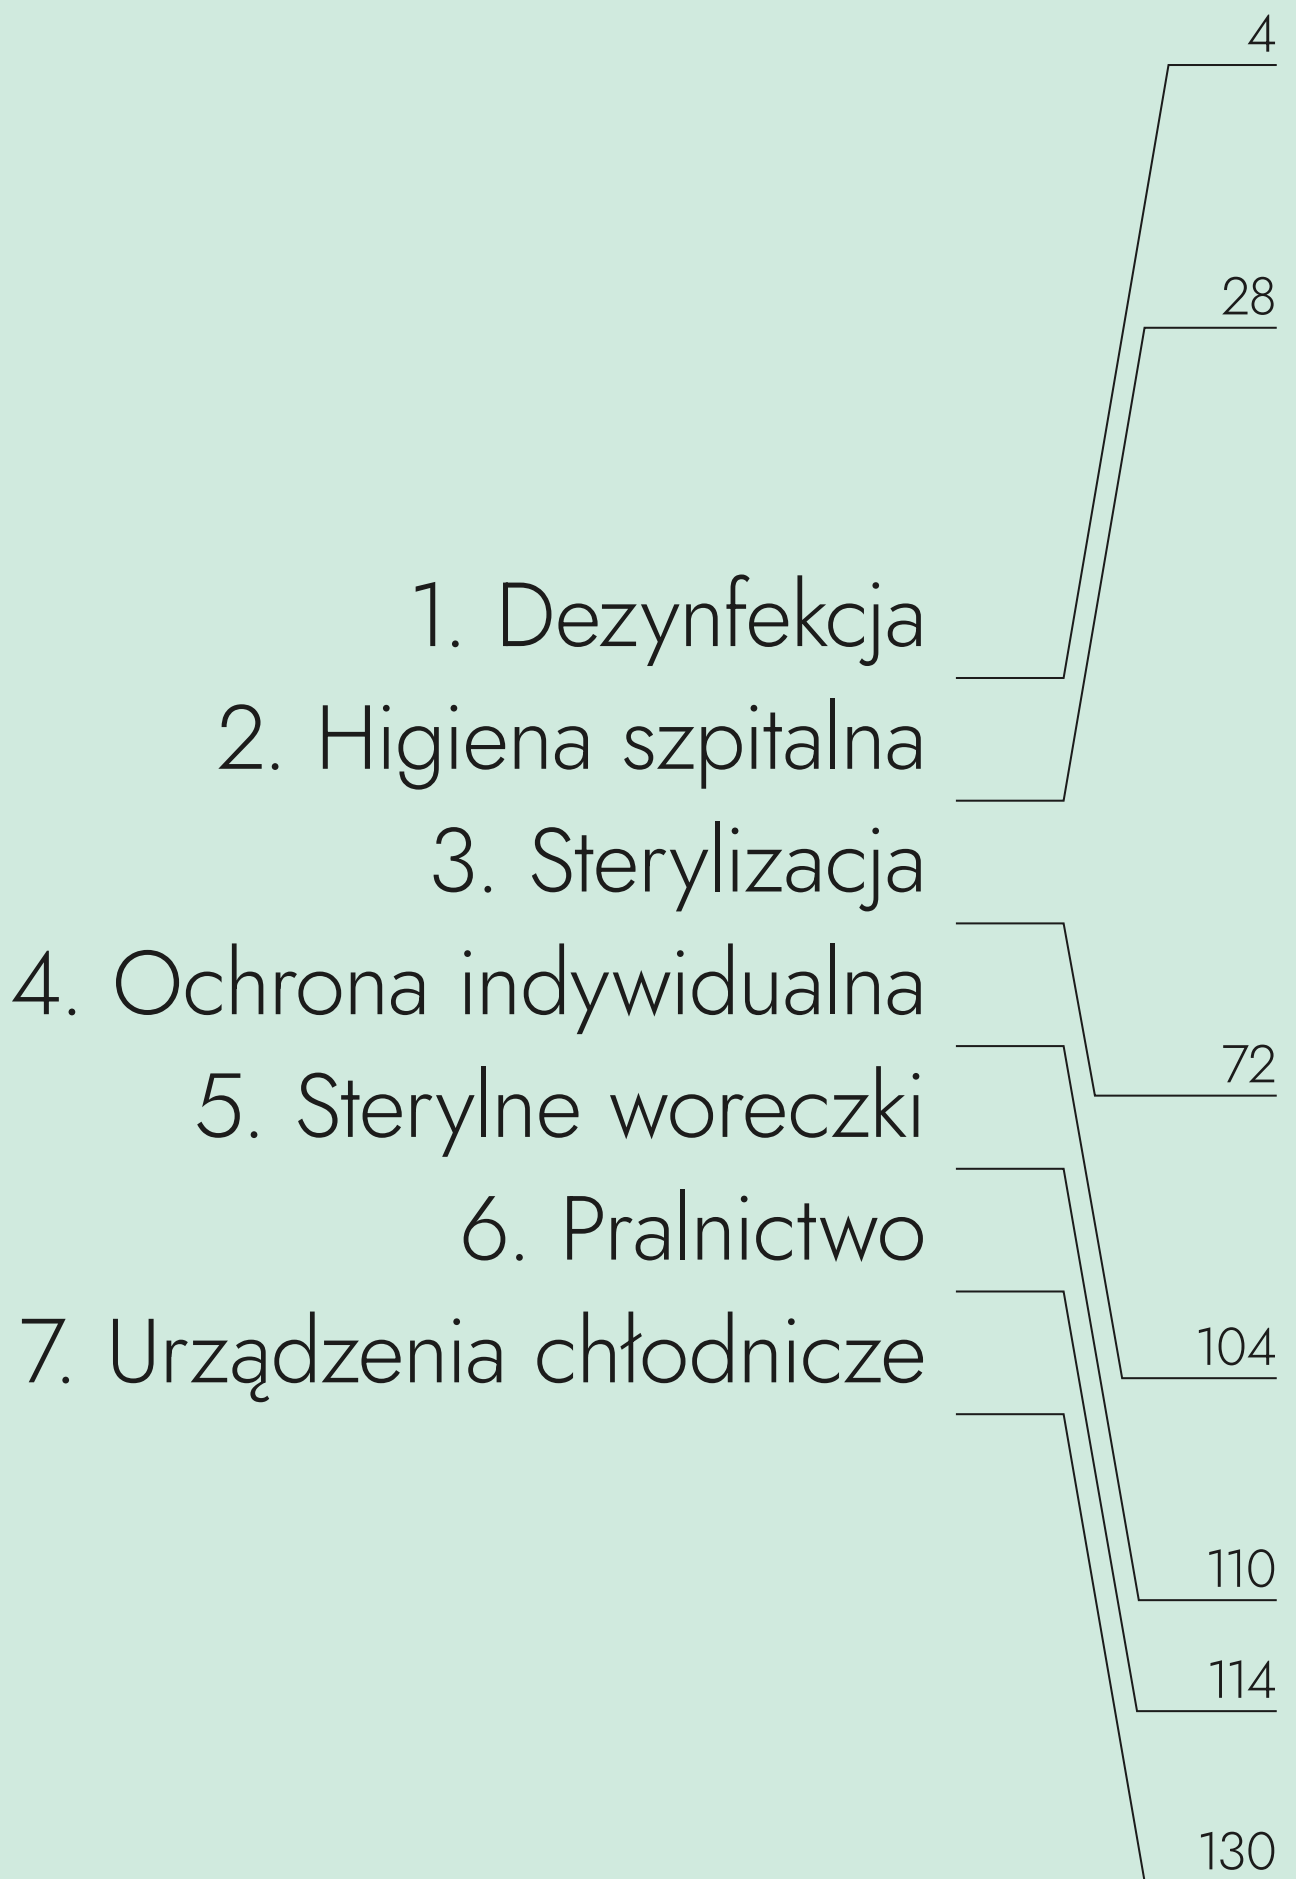 4
28
1. Dezynfekcja
2. Higiena szpitalna
3. Sterylizacja
4. Ochrona indywidualna
5. Sterylne woreczki
6. Pralnictwo
7. Urządzenia chłodnicze
72
104
110
114
130